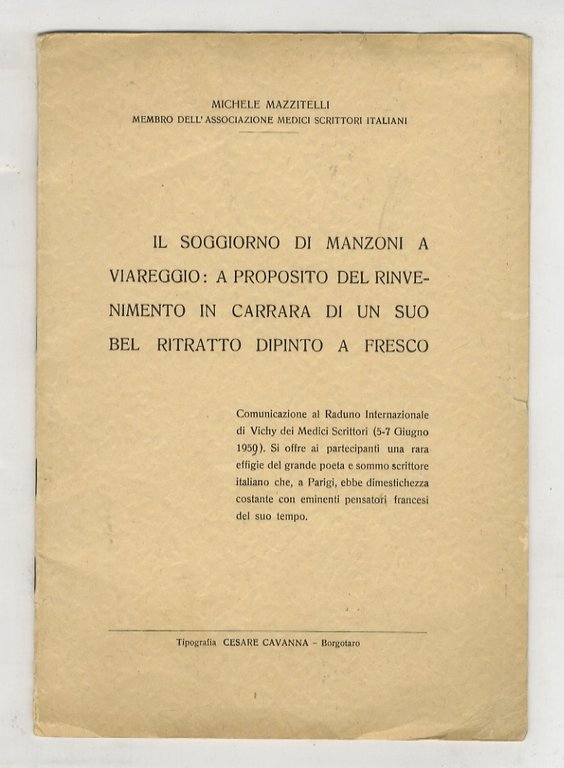 MICHELE MAZZITELLI
MEMBRO DELL'ASSOCIAZIONE MEDICI SCRITTORI ITALIANI
IL SOGGIORNO DI MANZONI A
VIAREGGIO: A PROPOSITO DEL RINVE-
NIMENTO IN CARRARA DI UN SUO
BEL RITRATTO DIPINTO A FRESCO
Comunicazione al Raduno Internazionale
di Vichy dei Medici Scrittori (5-7 Giugno
1959). Si offre ai partecipanti una rara
effigie del grande poeta e sommo scrittore
italiano che, a Parigi, ebbe dimestichezza
costante con eminenti pensatori francesi
del suo tempo.
Tipografia CESARE CAVANNA - Borgotaro